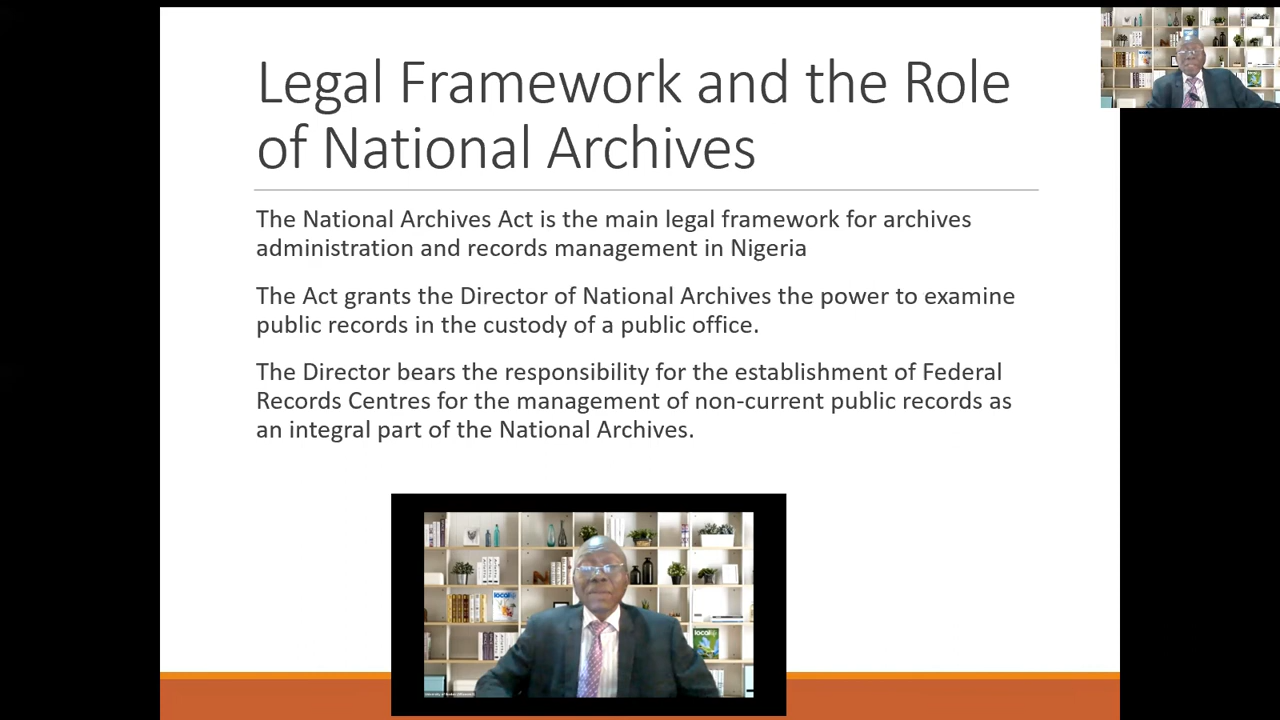 Legal Framework and the Role
of National Archives
The National Archives Act is the main legal framework for archives
administration and records management in Nigeria
The Act grants the Director of National Archives the power to examine
public records in the custody of a public office.
The Director bears the responsibility for the establishment of Federal
Records Centres for the management of non-current public records as
an integral part of the National Archives.
local
local